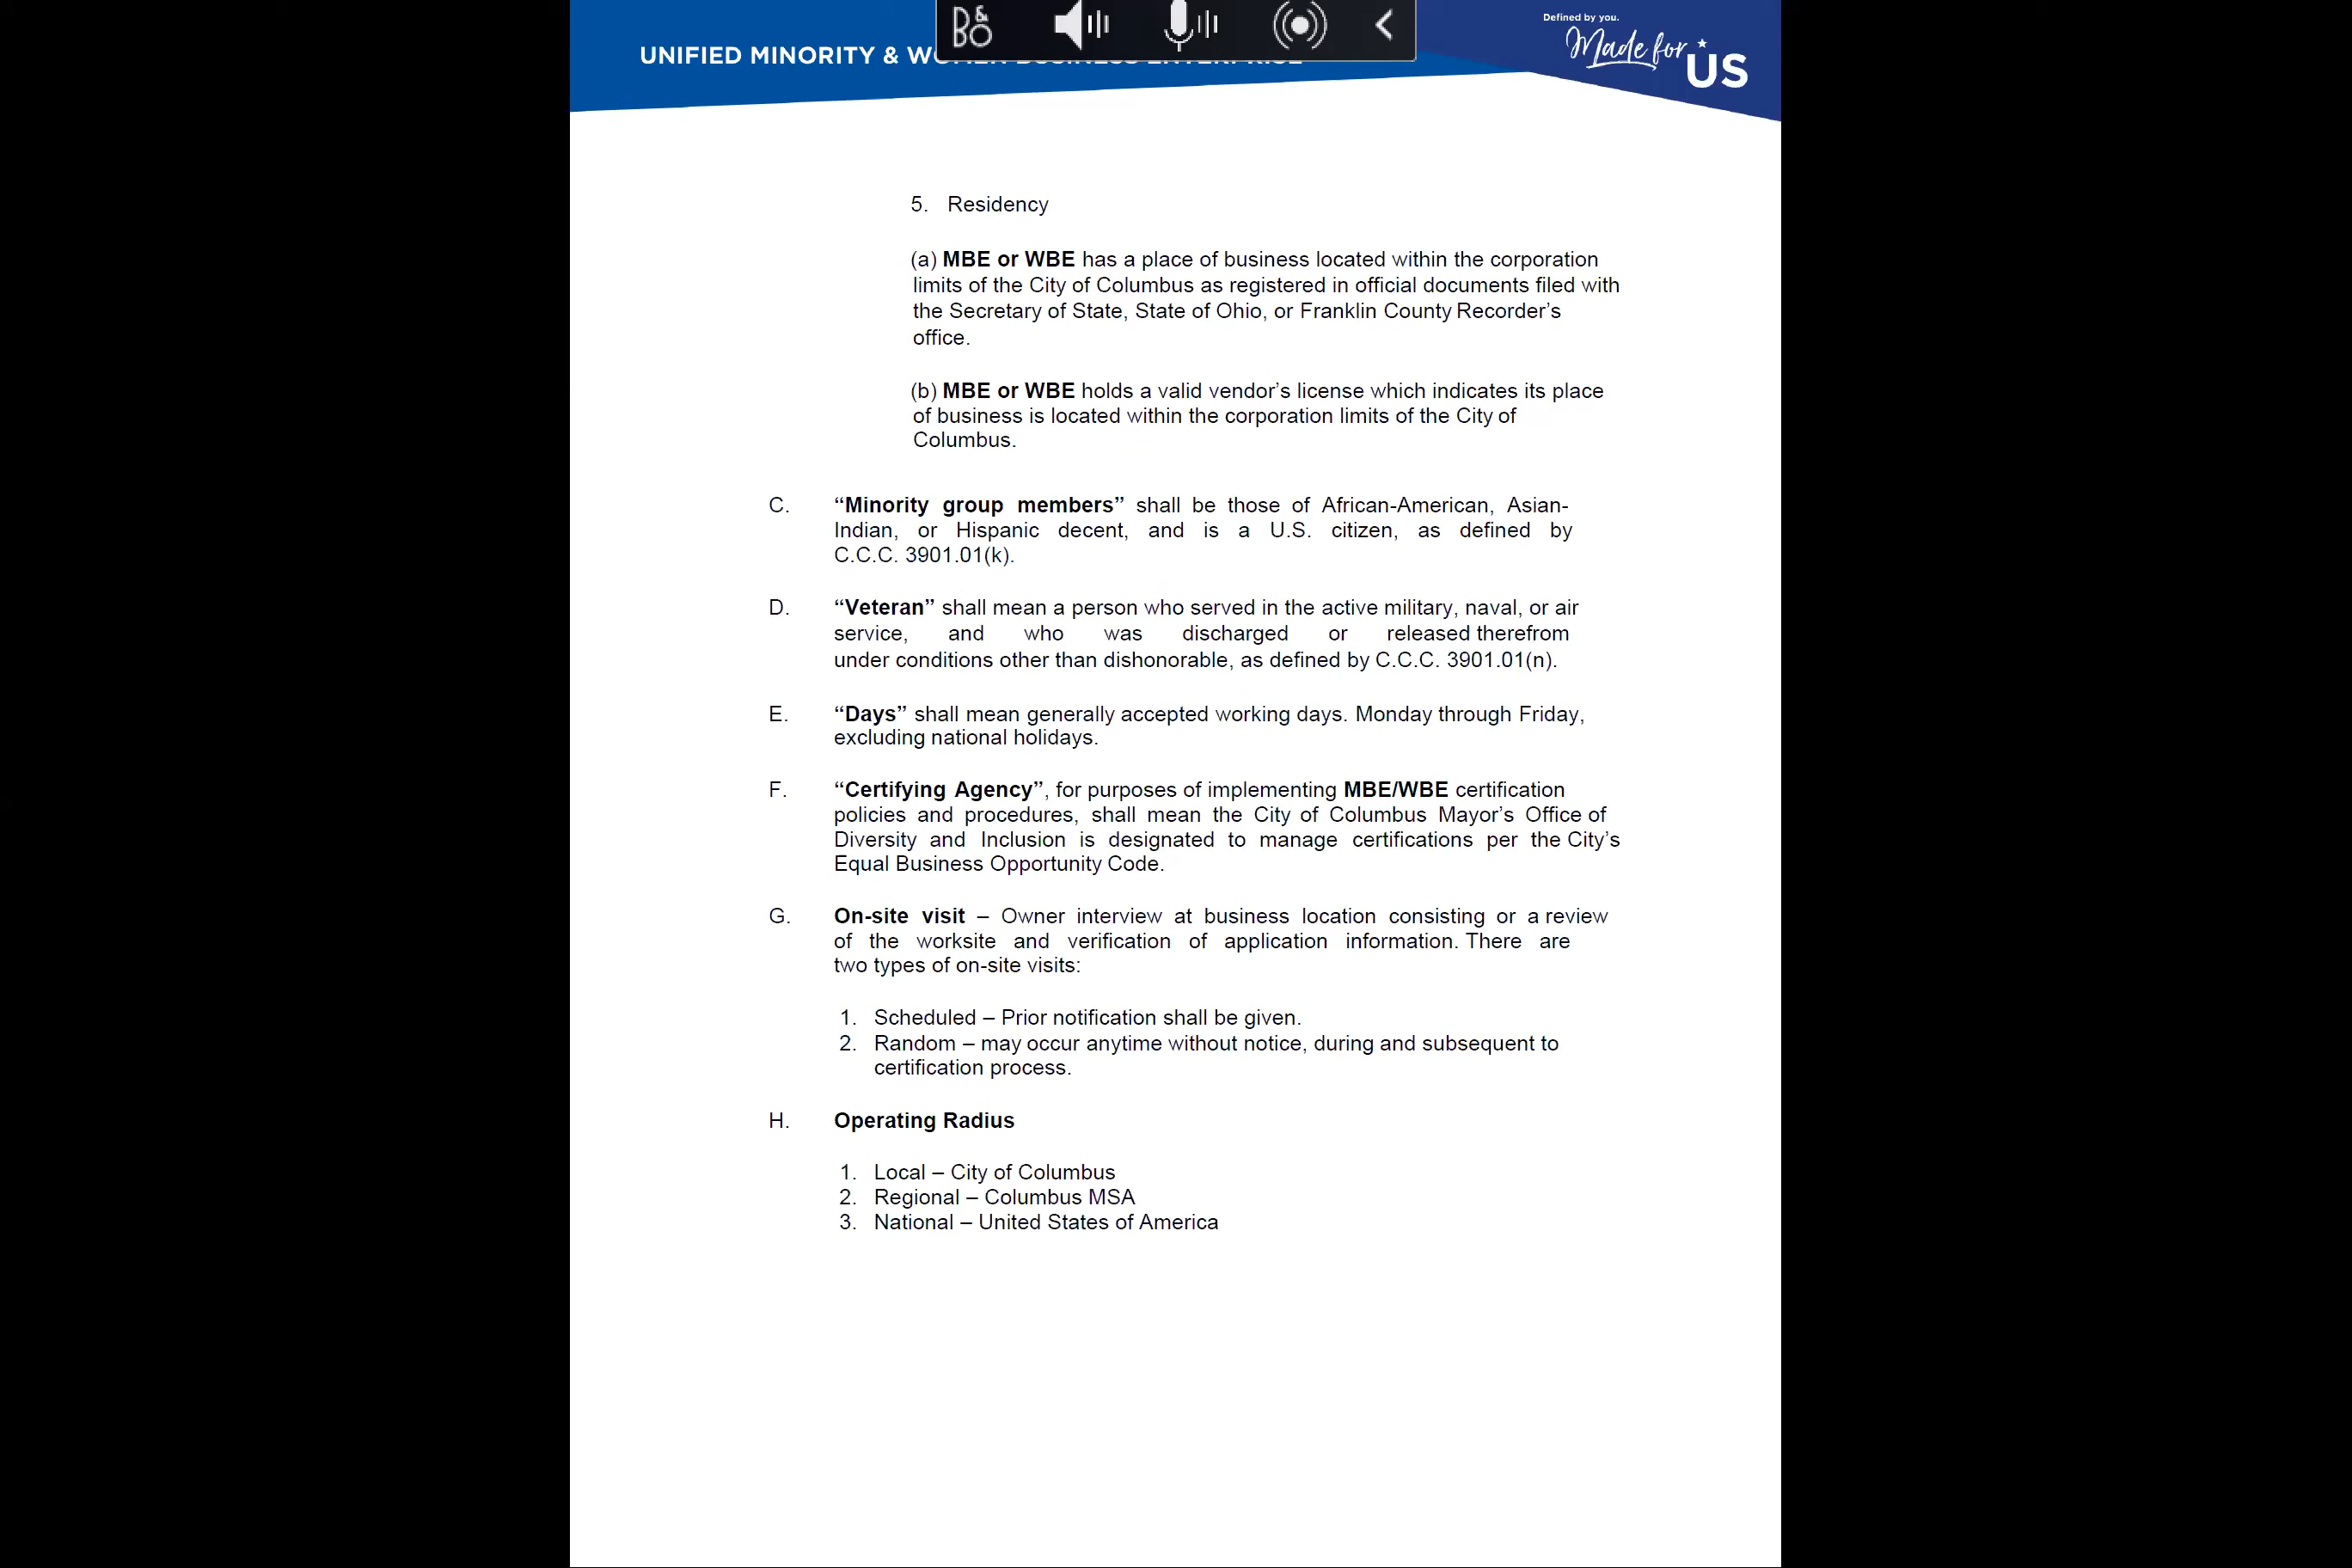 B&O
Defined by you.
Made for US
UNIFIED MINORITY &
5. Residency
(a) MBE or WBE has a place of business located within the corporation
limits of the City of Columbus as registered in official documents filed with
the Secretary of State, State of Ohio, or Franklin County Recorder’s
office.
(b) MBE or WBE holds a valid vendor’s license which indicates its place
of business is located within the corporation limits of the City of
Columbus.
C. “Minority group members” shall be those of African-American, Asian-
Indian, or Hispanic decent, and is a U.S. citizen, as defined by
C.C.C. 3901.01(k).
D. “Veteran” shall mean a person who served in the active military, naval, or air
service, and who was discharged or released therefrom
under conditions other than dishonorable, as defined by C.C.C. 3901.01(n).
E. “Days” shall mean generally accepted working days. Monday through Friday,
excluding national holidays.
F. “Certifying Agency”, for purposes of implementing MBE/WBE certification
policies and procedures, shall mean the City of Columbus Mayor’s Office of
Diversity and Inclusion is designated to manage certifications per the City’s
Equal Business Opportunity Code.
G. On-site visit – Owner interview at business location consisting or a review
of the worksite and verification of application information. There are
two types of on-site visits:
1. Scheduled – Prior notification shall be given.
2. Random – may occur anytime without notice, during and subsequent to
certification process.
H. Operating Radius
1. Local – City of Columbus
2. Regional – Columbus MSA
3. National – United States of America